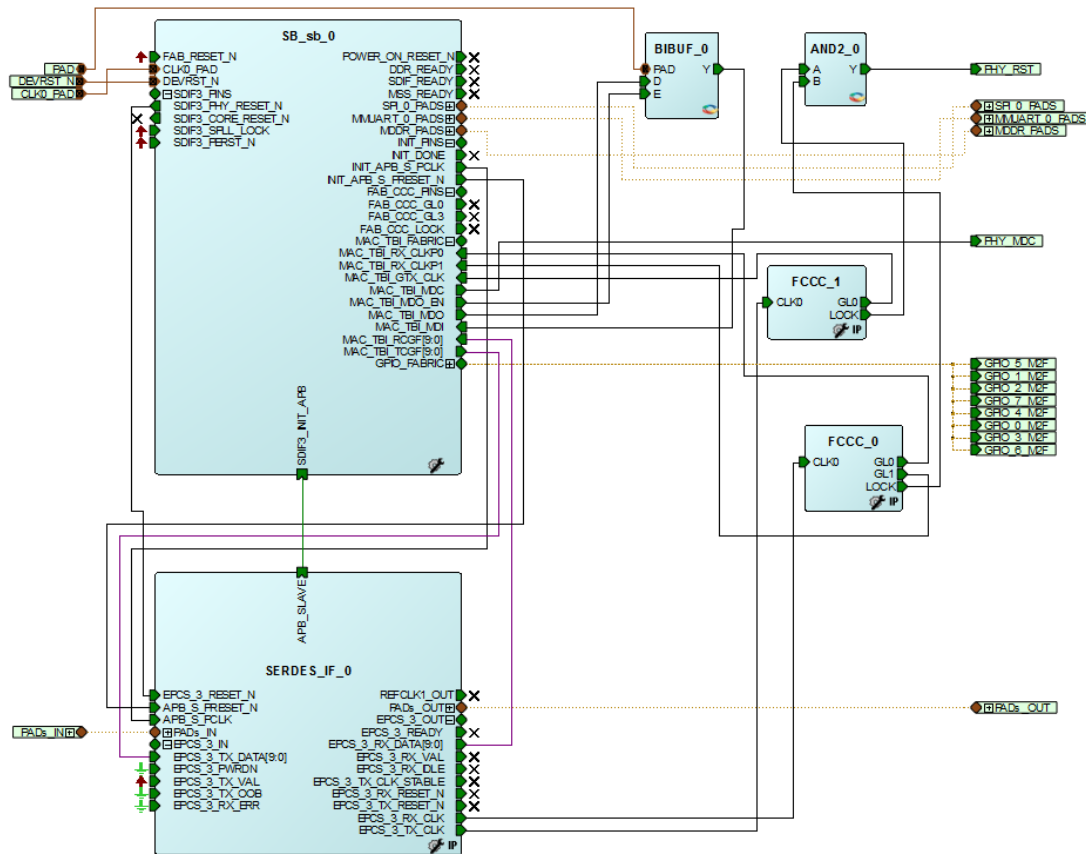 SB_sb_0
FAB_RESET_N
CLK0_PAD
DEVRST_N
SDIF3_PINS
SDIF3_PHY_RESET_N
SDIF3_CORE_RESET_N
SDIF3_SPLL_LOCK
SDIF3_PERST_N
POWER_ON_RESET_N
DDR_READY
SDIF_READY
MSS_READY
SPI_0_PADS
MMUART_0_PADS
MDDR_PADS
INIT_PINS
INIT_DONE
INIT_APB_S_PCLK
INIT_APB_S_PRESET_N
FAB_CCC_PINS
FAB_CCC_GL0
FAB_CCC_GL3
FAB_CCC_LOCK
MAC_TBI_FABRIC
MAC_TBI_RX_CLKP0
MAC_TBI_RX_CLKP1
MAC_TBI_GTX_CLK
MAC_TBI_MDC
MAC_TBI_MDO_EN
MAC_TBI_MDO
MAC_TBI_MDI
MAC_TBI_RCGF[9:0]
MAC_TBI_TCGF[9:0]
GPIO_FABRIC
SDIF3_INIT_APB
PAD
DEVRST_N
CLK0_PAD
BIBUF_0
PAD
D
E
Y
AND2_0
A
B
Y
PHY_RST
SPI_0_PADS
MMUART_0_PADS
MDDR_PADS
PHY_MDC
FCCC_1
CLK0
GL0
LOCK
IP
GPIO_5_M2F
GPIO_1_M2F
GPIO_2_M2F
GPIO_7_M2F
GPIO_4_M2F
GPIO_0_M2F
GPIO_3_M2F
GPIO_6_M2F
FCCC_0
CLK0
GL0
GL1
LOCK
IP
APB_SLAVE
SERDES_IF_0
EPCS_3_RESET_N
APB_S_PRESET_N
APB_S_PCLK
PADs_IN
EPCS_3_IN
EPCS_3_TX_DATA[9:0]
EPCS_3_PWRDN
EPCS_3_TX_VAL
EPCS_3_TX_OOB
EPCS_3_RX_ERR
REFCLK1_OUT
PADs_OUT
EPCS_3_OUT
EPCS_3_READY
EPCS_3_RX_DATA[9:0]
EPCS_3_RX_VAL
EPCS_3_RX_IDLE
EPCS_3_TX_CLK_STABLE
EPCS_3_RX_RESET_N
EPCS_3_TX_RESET_N
EPCS_3_RX_CLK
EPCS_3_TX_CLK
IP
PADs_IN
PADs_OUT